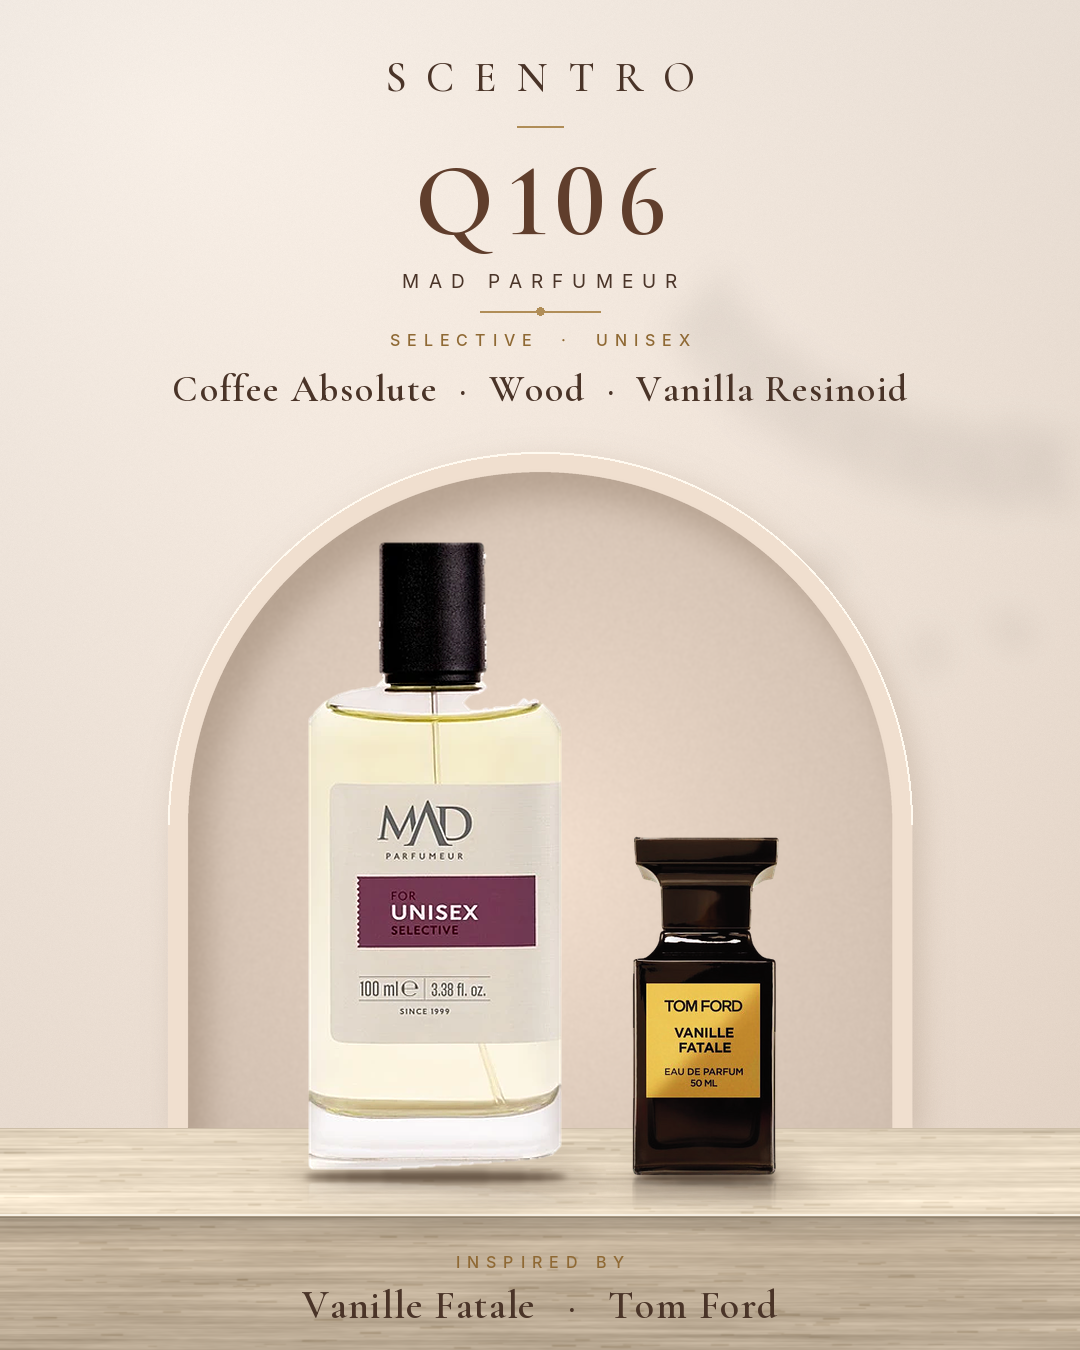 SCENTRO
Q106
MAD PARFUMEUR
SELECTIVE · UNISEX
Coffee Absolute · Wood · Vanilla Resinoid
MAD
PARFUMEUR
FOR
UNISEX
SELECTIVE
100 ml ℮ 3.38 fl. oz.
SINCE 1999
TOM FORD
VANILLE
FATALE
EAU DE PARFUM
50 ML
INSPIRED BY
Vanille Fatale · Tom Ford